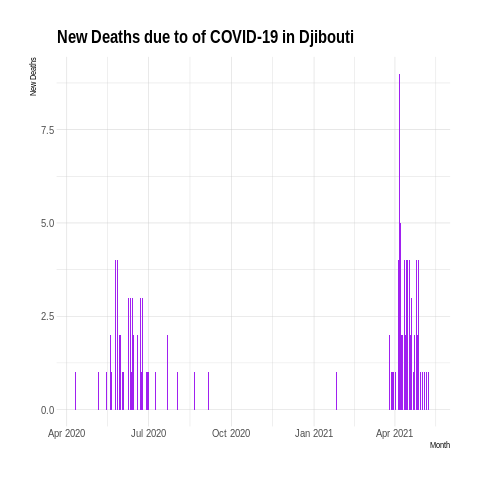 New Deaths due to of COVID-19 in Djibouti
New Deaths
7.5
5.0
2.5
0.0
Apr 2020 Jul 2020 Oct 2020 Jan 2021 Apr 2021
Month